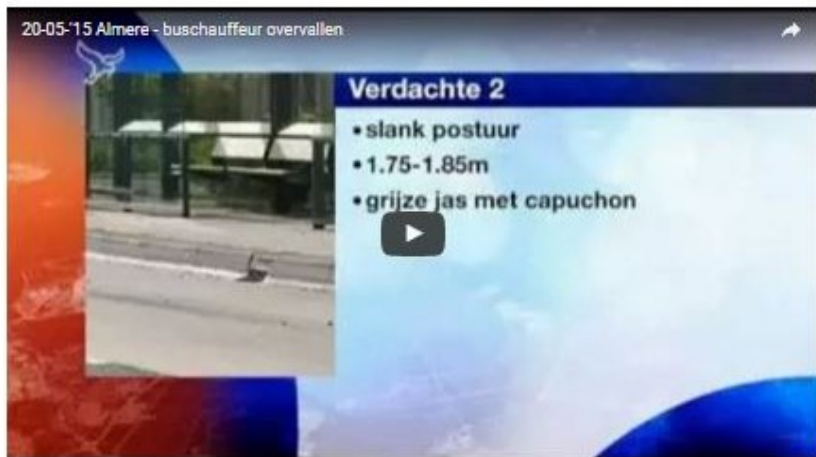 20-05-'15 Almere - buschauffeur overvallen
Verdachte 2
• slank postuur
• 1.75-1.85m
• grijze jas met capuchon